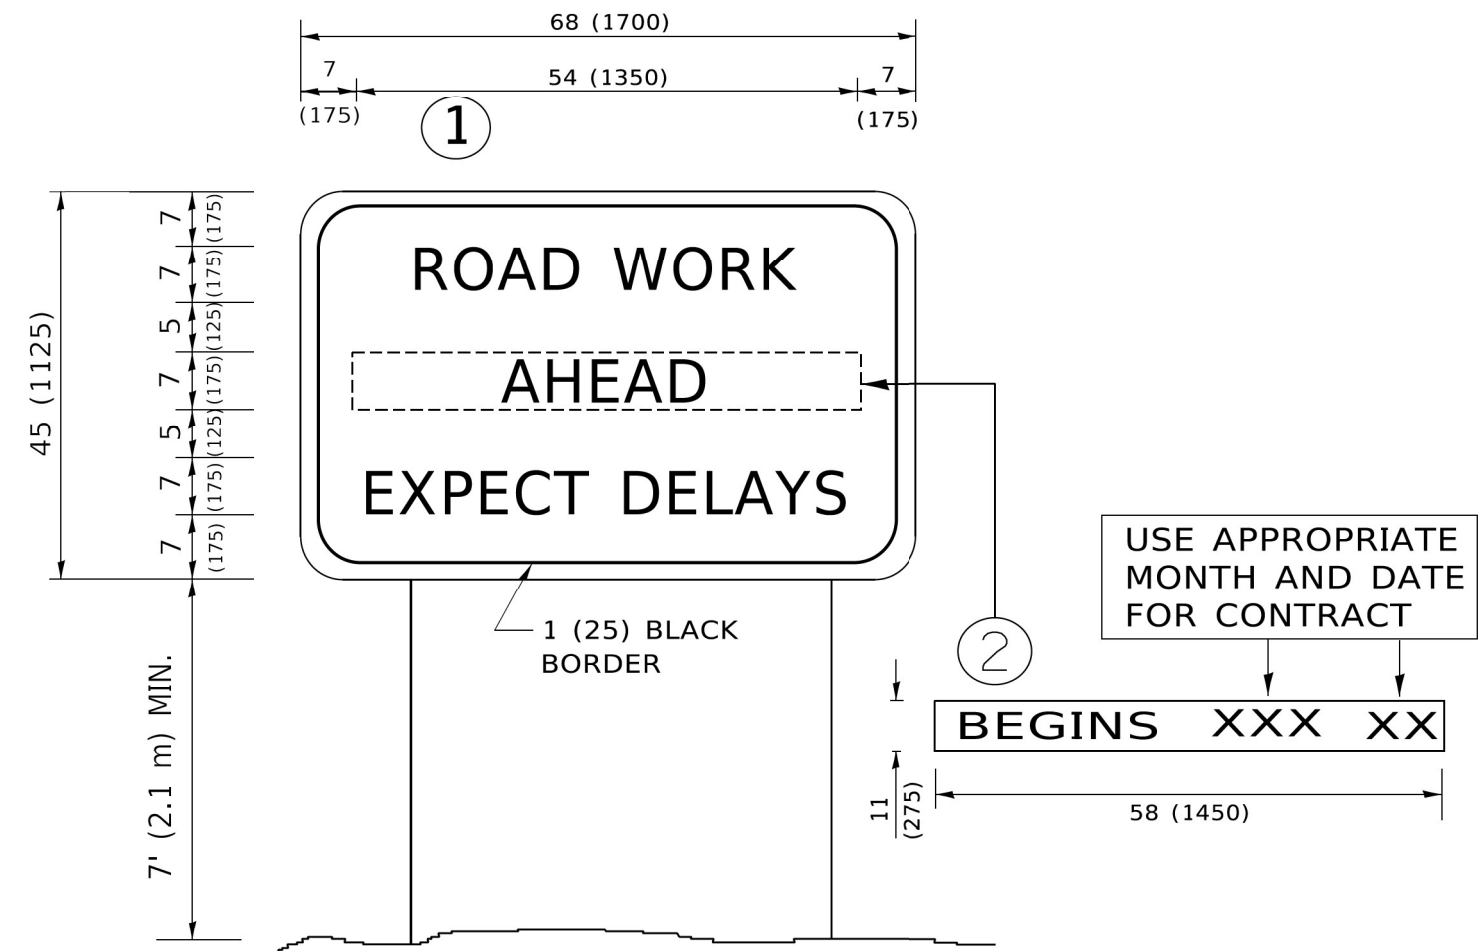 68 (1700)
7
54 (1350)
7
(175)
(175)
1
7
(175)
7
(175)
5
(125)
7
(175)
5
(125)
7
(175)
7
(175)
45 (1125)
ROAD WORK
AHEAD
EXPECT DELAYS
1 (25) BLACK
BORDER
7' (2.1 m) MIN.
USE APPROPRIATE
MONTH AND DATE
FOR CONTRACT
2
BEGINS XXX XX
11
(275)
58 (1450)